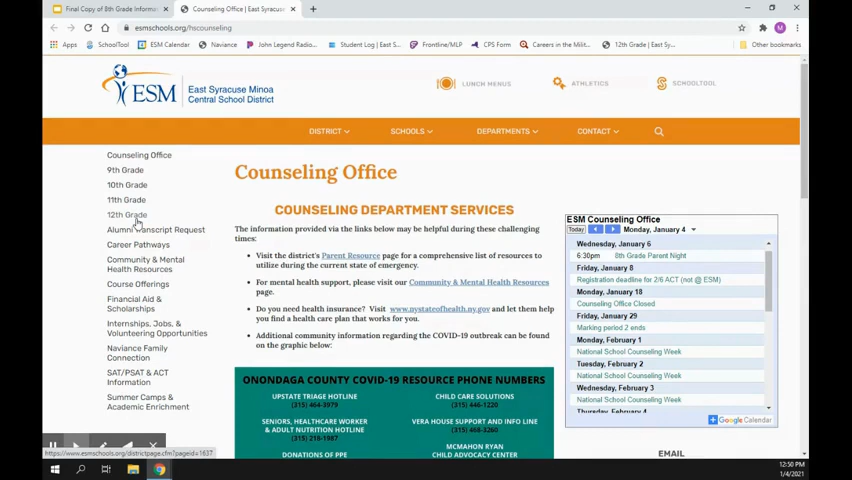 Final Copy of 8th Grade Informa
Counseling Office | East Syracuse
esmschools.org/hscounseling
Apps
SchoolTool
ESM Calendar
Naviance
John Legend Radio...
Student Log | East Sy...
Frontline/MLP
CPS Form
Careers in the Milit...
12th Grade | East Sy...
Other bookmarks
ESM
East Syracuse Minoa
Central School District
LUNCH MENUS
ATHLETICS
SCHOOLTOOL
DISTRICT
SCHOOLS
DEPARTMENTS
CONTACT
Counseling Office
9th Grade
10th Grade
11th Grade
12th Grade
Alumni Transcript Request
Career Pathways
Community & Mental
Health Resources
Course Offerings
Financial Aid &
Scholarships
Internships, Jobs, &
Volunteering Opportunities
Naviance Family
Connection
SAT/PSAT & ACT
Information
Summer Camps &
Academic Enrichment
Counseling Office
COUNSELING DEPARTMENT SERVICES
The information provided via the links below may be helpful during these challenging
times:
Visit the district's Parent Resource page for a comprehensive list of resources to
utilize during the current state of emergency.
For mental health support, please visit our Community & Mental Health Resources
page.
Do you need health insurance? Visit www.nystateofhealth.ny.gov and let them help
you find a health care plan that works for you.
Additional community information regarding the COVID-19 outbreak can be found
on the graphic below:
ONONDAGA COUNTY COVID-19 RESOURCE PHONE NUMBERS
UPSTATE TRIAGE HOTLINE
(315) 464-3979
SENIORS, HEALTHCARE WORKER
& ADULT NUTRITION HOTLINE
(315) 218-1987
DONATIONS OF PPE
CHILD CARE SOLUTIONS
(315) 446-1220
VERA HOUSE SUPPORT AND INFO LINE
(315) 468-3260
MCMAHON RYAN
CHILD ADVOCACY CENTER
ESM Counseling Office
Today
Monday, January 4
Wednesday, January 6
6:30pm 8th Grade Parent Night
Friday, January 8
Registration deadline for 2/6 ACT (not @ ESM)
Monday, January 18
Counseling Office Closed
Friday, January 29
Marking period 2 ends
Monday, February 1
National School Counseling Week
Tuesday, February 2
National School Counseling Week
Wednesday, February 3
National School Counseling Week
Thursday, February 4
Google Calendar
EMAIL
https://www.esmschools.org/districtpage.cfm?pageid=1637
12:50 PM
1/4/2021